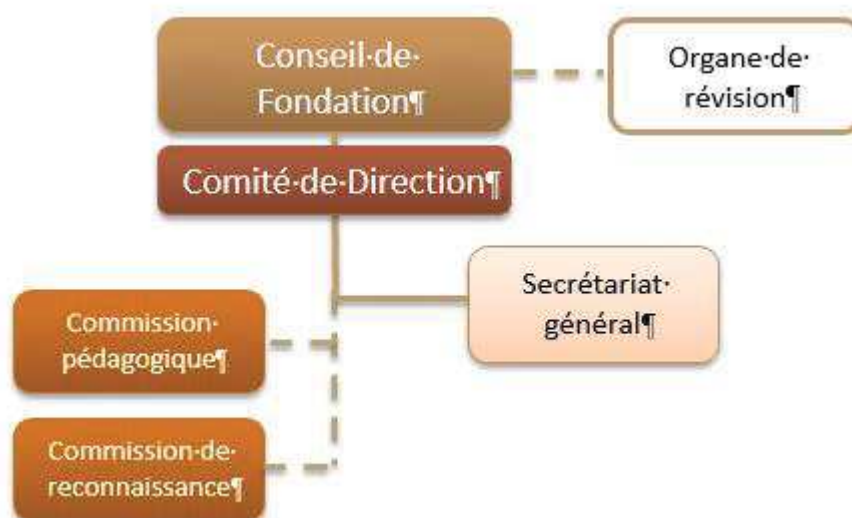 Conseil·de·
Fondation¶
Organe·de·
révision¶
Comité·de·Direction¶
Secrétariat·
général¶
Commission·
pédagogique¶
Commission·de·
reconnaissance¶